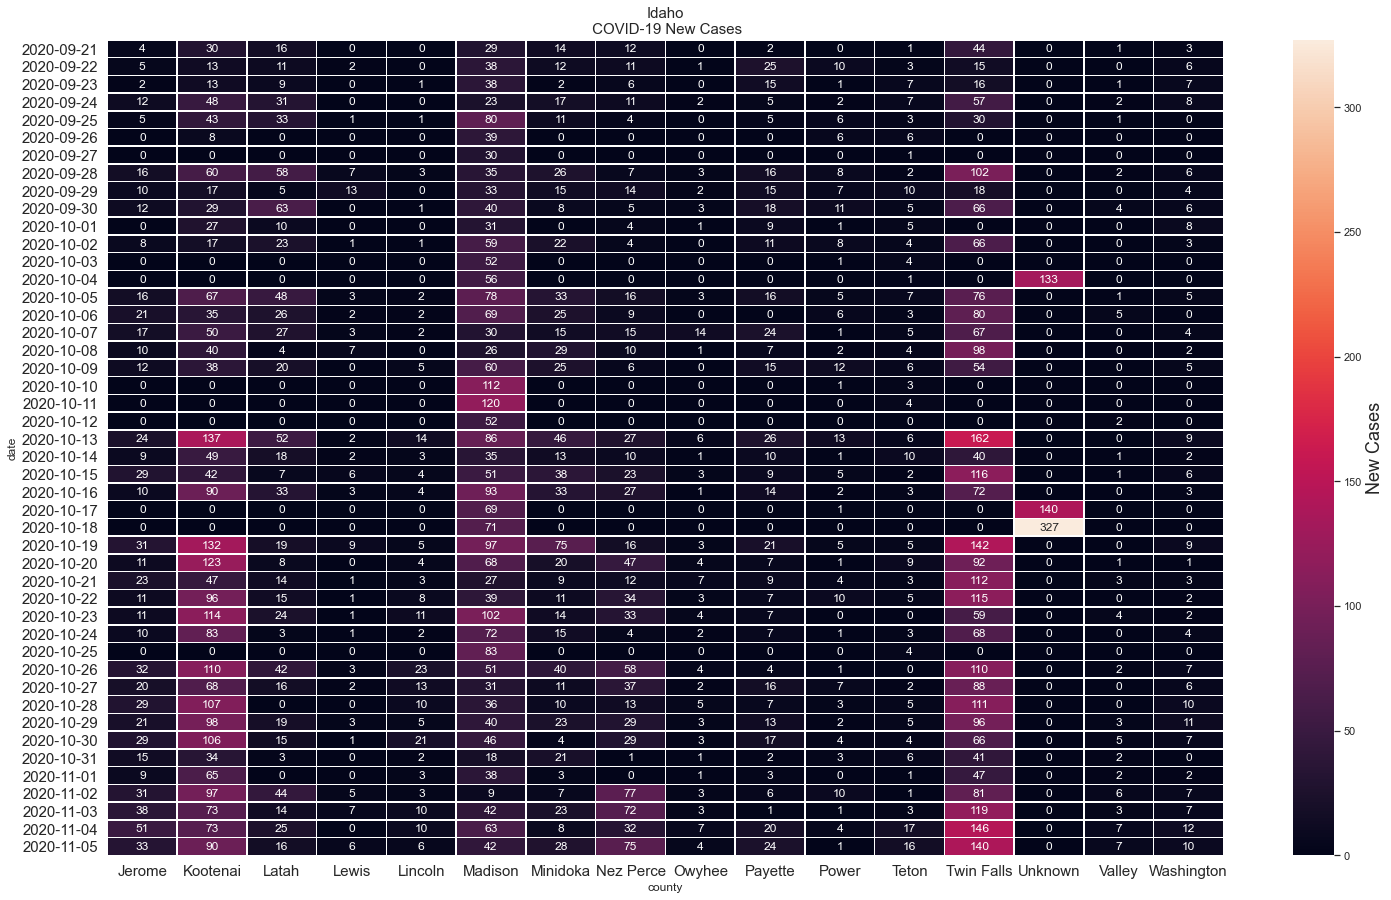 Idaho
COVID-19 New Cases
2020-09-21 4 30 16 0 0 29 14 12 0 2 0 1 44 0 1 3
2020-09-22 5 13 11 2 0 38 12 11 1 25 10 3 15 0 0 6
2020-09-23 2 13 9 0 1 38 2 6 0 15 1 7 16 0 1 7
2020-09-24 12 48 31 0 0 23 17 11 2 5 2 7 57 0 2 8
2020-09-25 5 43 33 1 1 80 11 4 0 5 6 3 30 0 1 0
2020-09-26 0 8 0 0 0 39 0 0 0 0 6 6 0 0 0 0
2020-09-27 0 0 0 0 0 30 0 0 0 0 0 1 0 0 0 0
2020-09-28 16 60 58 7 3 35 26 7 3 16 8 2 102 0 2 6
2020-09-29 10 17 5 13 0 33 15 14 2 15 7 10 18 0 0 4
2020-09-30 12 29 63 0 1 40 8 5 3 18 11 5 66 0 4 6
2020-10-01 0 27 10 0 0 31 0 4 1 9 1 5 0 0 0 8
2020-10-02 8 17 23 1 1 59 22 4 0 11 8 4 66 0 0 3
2020-10-03 0 0 0 0 0 52 0 0 0 0 1 4 0 0 0 0
2020-10-04 0 0 0 0 0 56 0 0 0 0 0 1 0 133 0 0
2020-10-05 16 67 48 3 2 78 33 16 3 16 5 7 76 0 1 5
2020-10-06 21 35 26 2 2 69 25 9 0 0 6 3 80 0 5 0
2020-10-07 17 50 27 3 2 30 15 15 14 24 1 5 67 0 0 4
2020-10-08 10 40 4 7 0 26 29 10 1 7 2 4 98 0 0 2
2020-10-09 12 38 20 0 5 60 25 6 0 15 12 6 54 0 0 5
2020-10-10 0 0 0 0 0 112 0 0 0 0 1 3 0 0 0 0
2020-10-11 0 0 0 0 0 120 0 0 0 0 0 4 0 0 0 0
2020-10-12 0 0 0 0 0 52 0 0 0 0 0 0 0 0 2 0
2020-10-13 24 137 52 2 14 86 46 27 6 26 13 6 162 0 0 9
2020-10-14 9 49 18 2 3 35 13 10 1 10 1 10 40 0 1 2
2020-10-15 29 42 7 6 4 51 38 23 3 9 5 2 116 0 1 6
2020-10-16 10 90 33 3 4 93 33 27 1 14 2 3 72 0 0 3
2020-10-17 0 0 0 0 0 69 0 0 0 0 1 0 0 140 0 0
2020-10-18 0 0 0 0 0 71 0 0 0 0 0 0 0 327 0 0
2020-10-19 31 132 19 9 5 97 75 16 3 21 5 5 142 0 0 9
2020-10-20 11 123 8 0 4 68 20 47 4 7 1 9 92 0 1 1
2020-10-21 23 47 14 1 3 27 9 12 7 9 4 3 112 0 3 3
2020-10-22 11 96 15 1 8 39 11 34 3 7 10 5 115 0 0 2
2020-10-23 11 114 24 1 11 102 14 33 4 7 0 0 59 0 4 2
2020-10-24 10 83 3 1 2 72 15 4 2 7 1 3 68 0 0 4
2020-10-25 0 0 0 0 0 83 0 0 0 0 0 4 0 0 0 0
2020-10-26 32 110 42 3 23 51 40 58 4 4 1 0 110 0 2 7
2020-10-27 20 68 16 2 13 31 11 37 2 16 7 2 88 0 0 6
2020-10-28 29 107 0 0 10 36 10 13 5 7 3 5 111 0 0 10
2020-10-29 21 98 19 3 5 40 23 29 3 13 2 5 96 0 3 11
2020-10-30 29 106 15 1 21 46 4 29 3 17 4 4 66 0 5 7
2020-10-31 15 34 3 0 2 18 21 1 1 2 3 6 41 0 2 0
2020-11-01 9 65 0 0 3 38 3 0 1 3 0 1 47 0 2 2
2020-11-02 31 97 44 5 3 9 7 77 3 6 10 1 81 0 6 7
2020-11-03 38 73 14 7 10 42 23 72 3 1 1 3 119 0 3 7
2020-11-04 51 73 25 0 10 63 8 32 7 20 4 17 146 0 7 12
2020-11-05 33 90 16 6 6 42 28 75 4 24 1 16 140 0 7 10
Jerome Kootenai Latah Lewis Lincoln Madison Minidoka Nez Perce Owyhee Payette Power Teton Twin Falls Unknown Valley Washington
county
date
300
250
200
150
100
50
0
New Cases